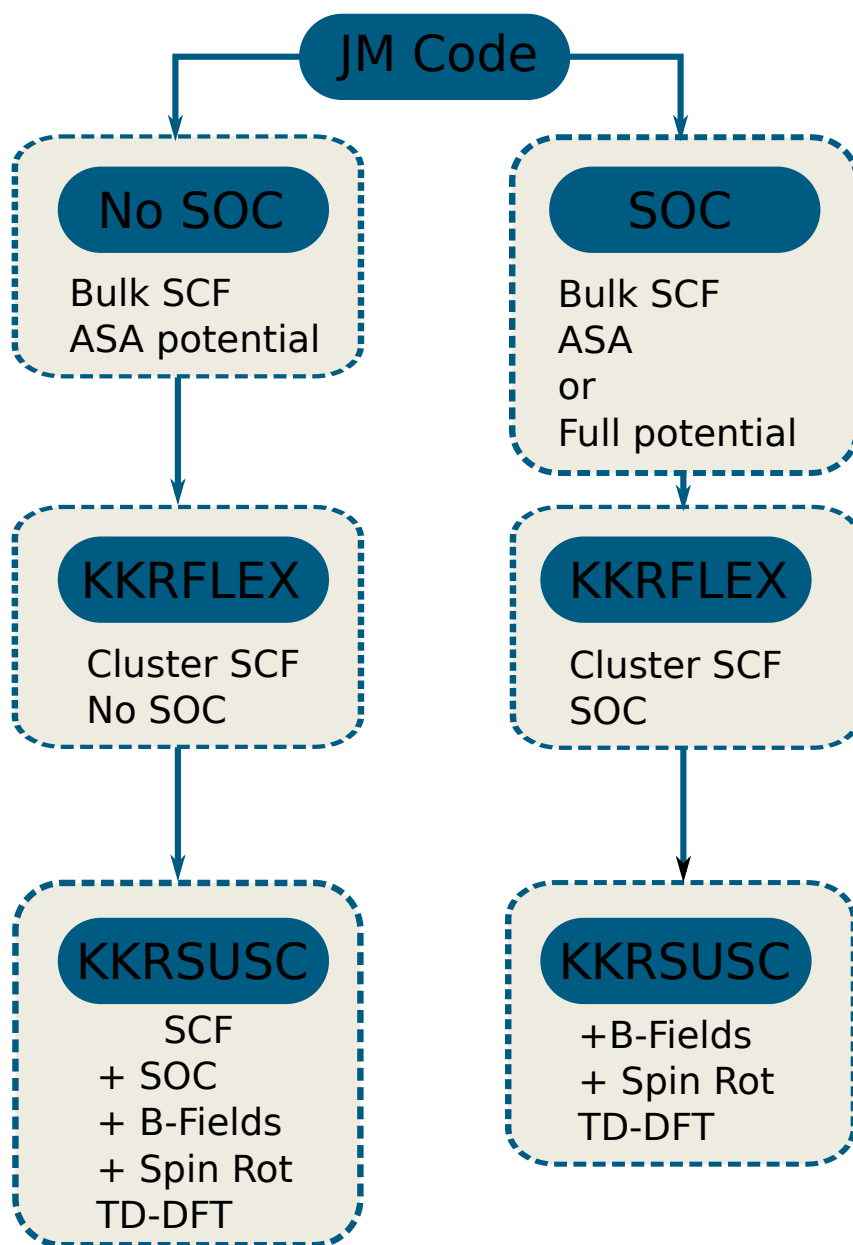 JM Code
No SOC
Bulk SCF
ASA potential
SOC
Bulk SCF
ASA
or
Full potential
KKRFLEX
Cluster SCF
No SOC
KKRFLEX
Cluster SCF
SOC
KKRSUSC
SCF
+ SOC
+ B-Fields
+ Spin Rot
TD-DFT
KKRSUSC
+B-Fields
+ Spin Rot
TD-DFT